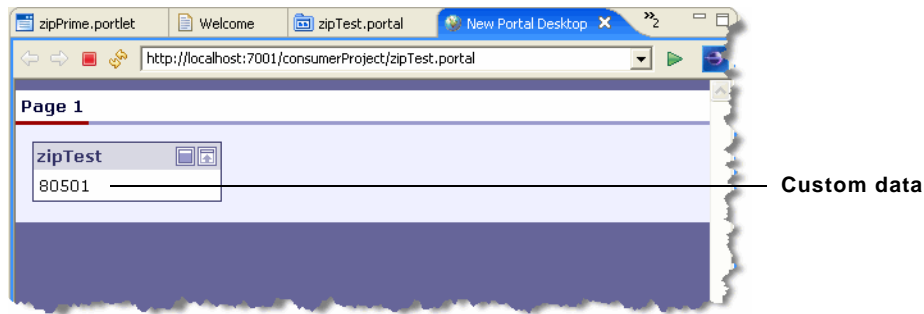 zipPrime.portlet Welcome zipTest.portal New Portal Desktop »2
http://localhost:7001/consumerProject/zipTest.portal
Page 1
zipTest
80501 Custom data